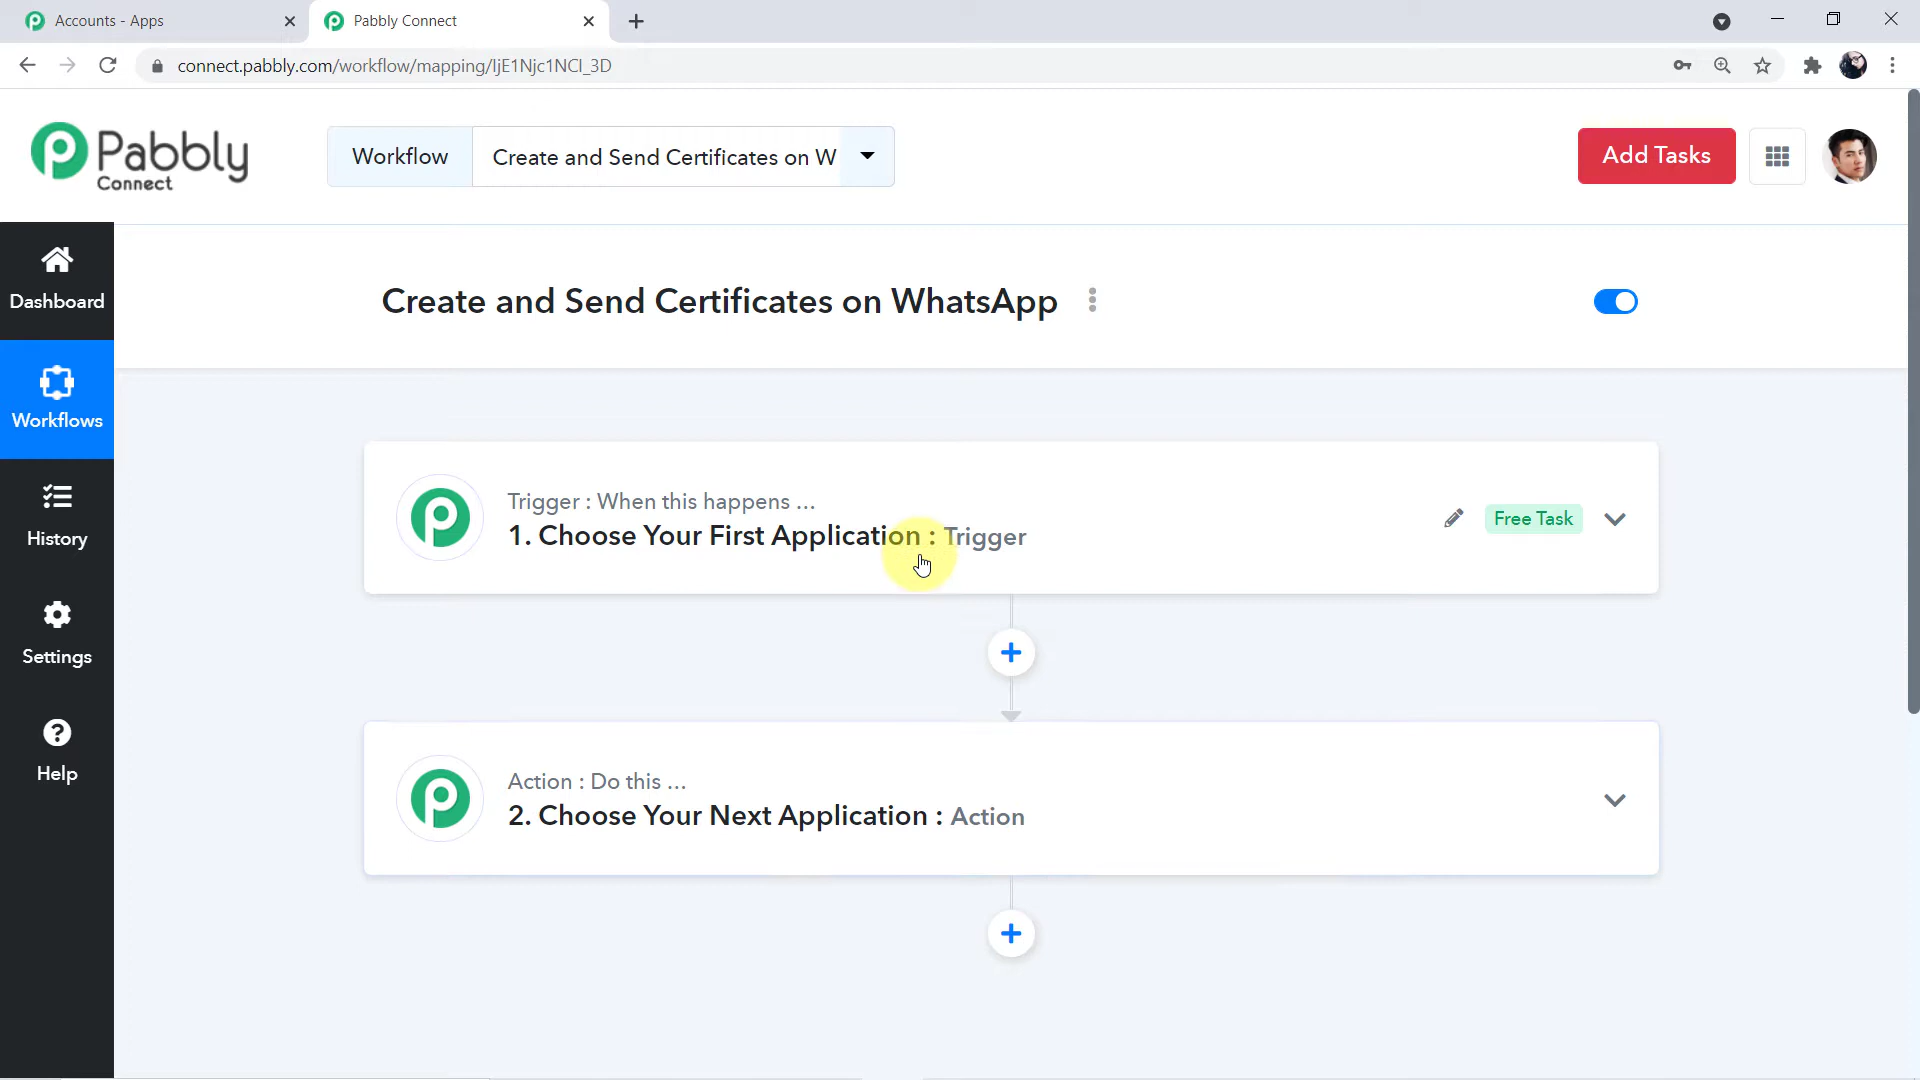 Accounts - Apps
Pabbly Connect
connect.pabbly.com/workflow/mapping/IjE1Njc1NCI_3D
Pabbly
Connect
Workflow
Create and Send Certificates on W
Add Tasks
Dashboard
Workflows
History
Settings
Help
Create and Send Certificates on WhatsApp
Trigger : When this happens ...
1. Choose Your First Application : Trigger
Free Task
Action : Do this ...
2. Choose Your Next Application : Action